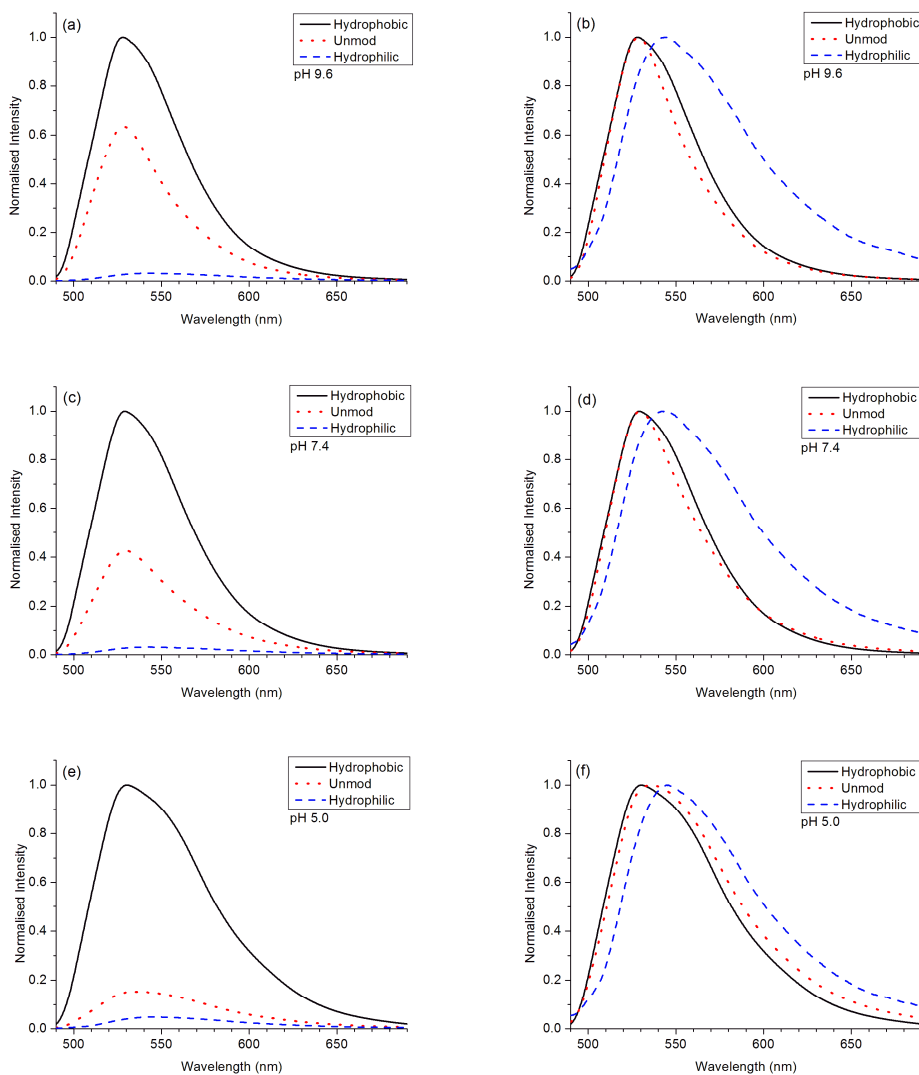 (a)
Hydrophobic
Unmod
Hydrophilic
pH 9.6
1.0
0.8
0.6
0.4
0.2
0.0
Normalised Intensity
500 550 600 650
Wavelength (nm)
(b)
Hydrophobic
Unmod
Hydrophilic
pH 9.6
1.0
0.8
0.6
0.4
0.2
0.0
Normalised Intensity
500 550 600 650
Wavelength (nm)
(c)
Hydrophobic
Unmod
Hydrophilic
pH 7.4
1.0
0.8
0.6
0.4
0.2
0.0
Normalised Intensity
500 550 600 650
Wavelength (nm)
(d)
Hydrophobic
Unmod
Hydrophilic
pH 7.4
1.0
0.8
0.6
0.4
0.2
0.0
Normalised Intensity
500 550 600 650
Wavelength (nm)
(e)
Hydrophobic
Unmod
Hydrophilic
pH 5.0
1.0
0.8
0.6
0.4
0.2
0.0
Normalised Intensity
500 550 600 650
Wavelength (nm)
(f)
Hydrophobic
Unmod
Hydrophilic
pH 5.0
1.0
0.8
0.6
0.4
0.2
0.0
Normalised Intensity
500 550 600 650
Wavelength (nm)